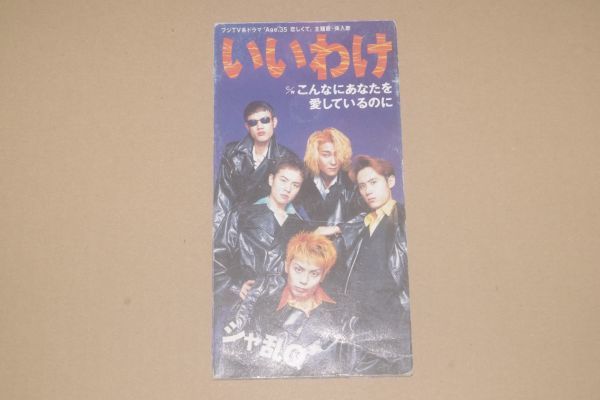 フジTV系ドラマ「Age,35 恋しくて」主題歌・挿入歌
いいわけ
C/W こんなにあなたを
愛しているのに
シャ乱Q